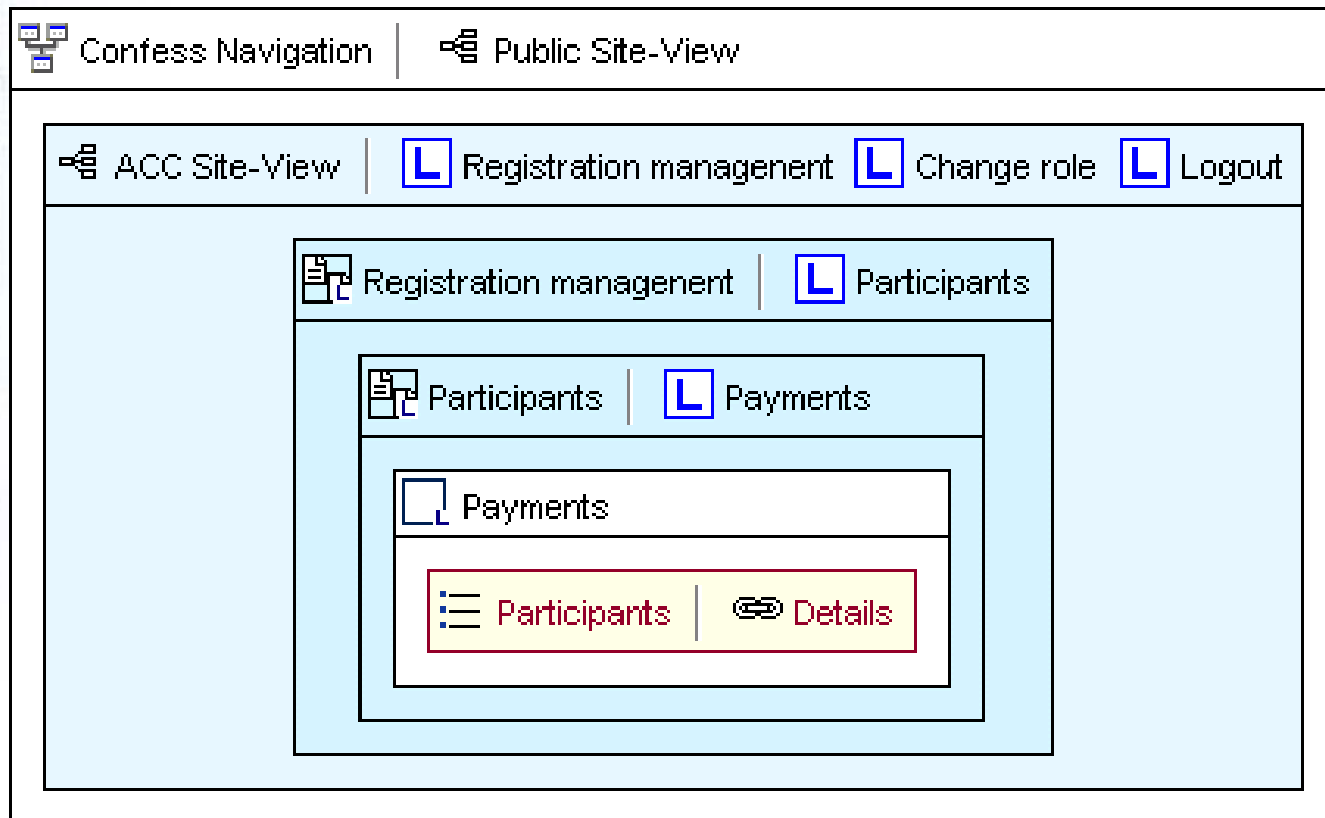 Confess Navigation Public Site-View
ACC Site-View L Registration managenent L Change role L Logout
Registration managenent L Participants
Participants L Payments
Payments
Participants Details